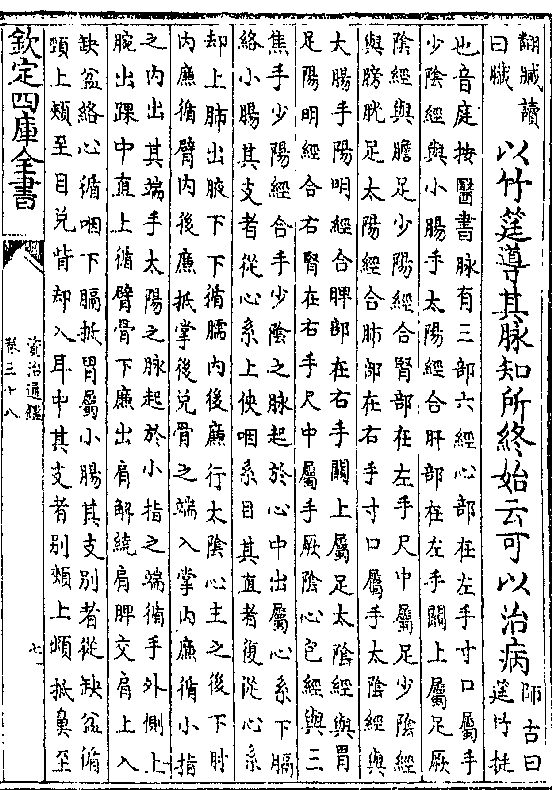 翻臓讀
曰臓
以竹筳導其脉知所終始云可以治病
師古曰
筳竹挺
也音庭按醫書脉有三部六經心部在左手寸口屬手
少陰經與小腸手太陽經合肝部在左手關上屬足厥
陰經與膽足少陽經合腎部在左手尺中屬足少陰經
與膀胱足太陽經合肺部在右手寸口屬手太陰經與
大腸手陽明經合脾部在右手關上屬足太陰經與胃
足陽明經合右腎在右手尺中屬手厥陰心包經與三
焦手少陽經合手少陰之脉起於心中出屬心系下膈
絡小腸其支者從心系上俠咽系目其直者復從心系
却上肺出腋下下循臑內後廉行太陰心主之後下肘
內廉循臂內後廉抵掌後兌骨之端入掌內廉循小指
之內出其端手太陽之脉起於小指之端循手外側上
腕出踝中直上循臂骨下廉出肩解繞肩胛交肩上入
缺盆絡心循咽下膈抵胃屬小腸其支别者從缺盆循
頸上頰至目兌眥却入耳中其支者别頰上䪼抵鼻至
欽定四庫全書
資治通鑑
卷三十八
七